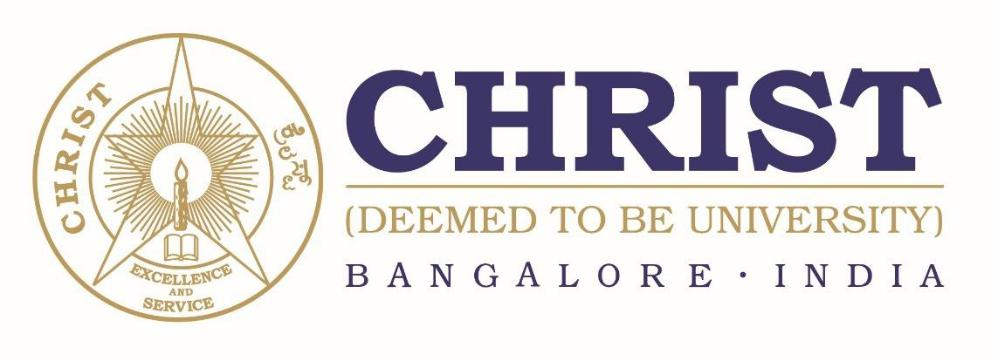 CHRIST
ಕ್ರೈಸ್ಟ್
EXCELLENCE
AND
SERVICE
CHRIST
(DEEMED TO BE UNIVERSITY)
BANGALORE · INDIA